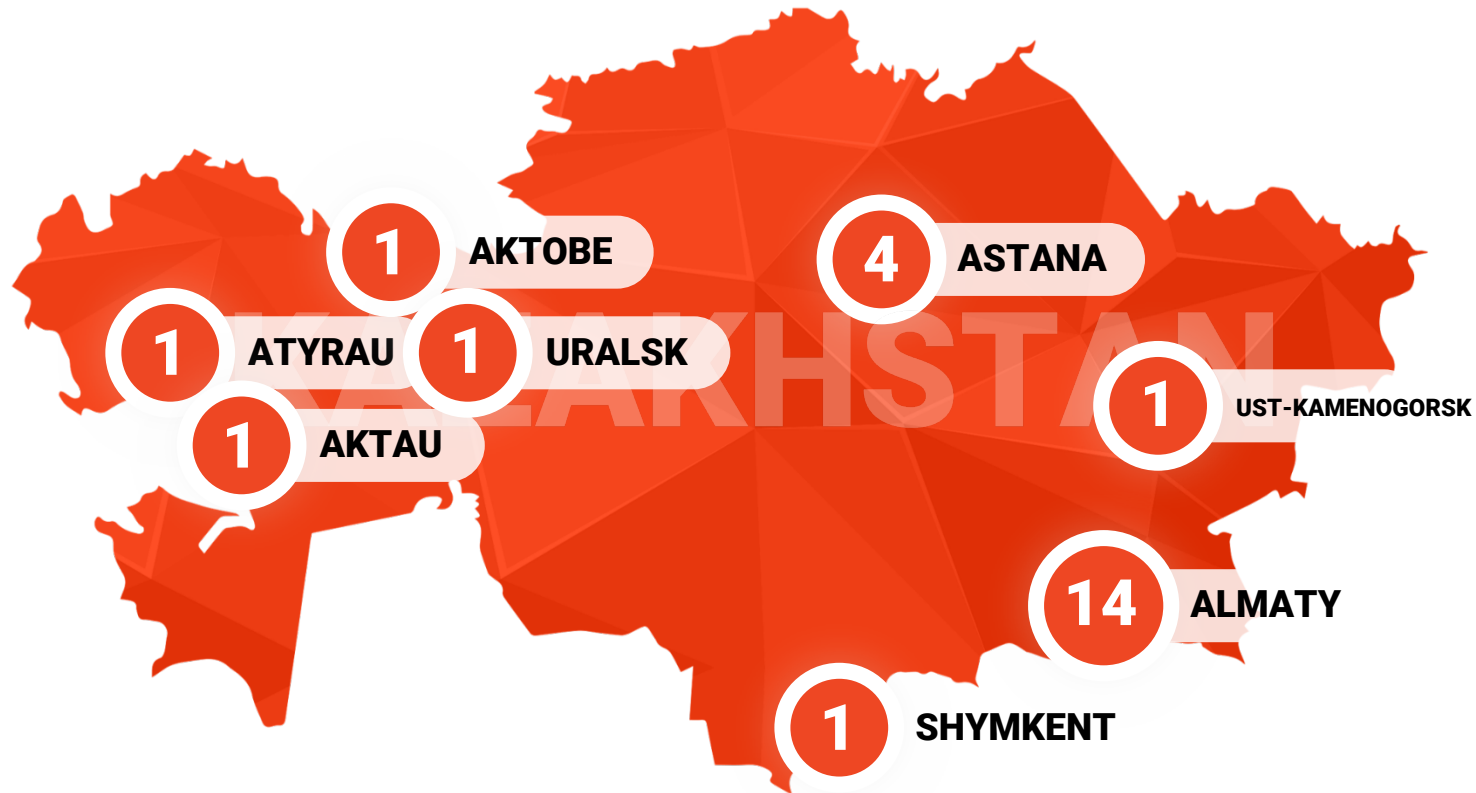 1 AKTOBE
4 ASTANA
1 ATYRAU
1 URALSK
KAZAKHSTAN
1 UST-KAMENOGORSK
1 AKTAU
14 ALMATY
1 SHYMKENT